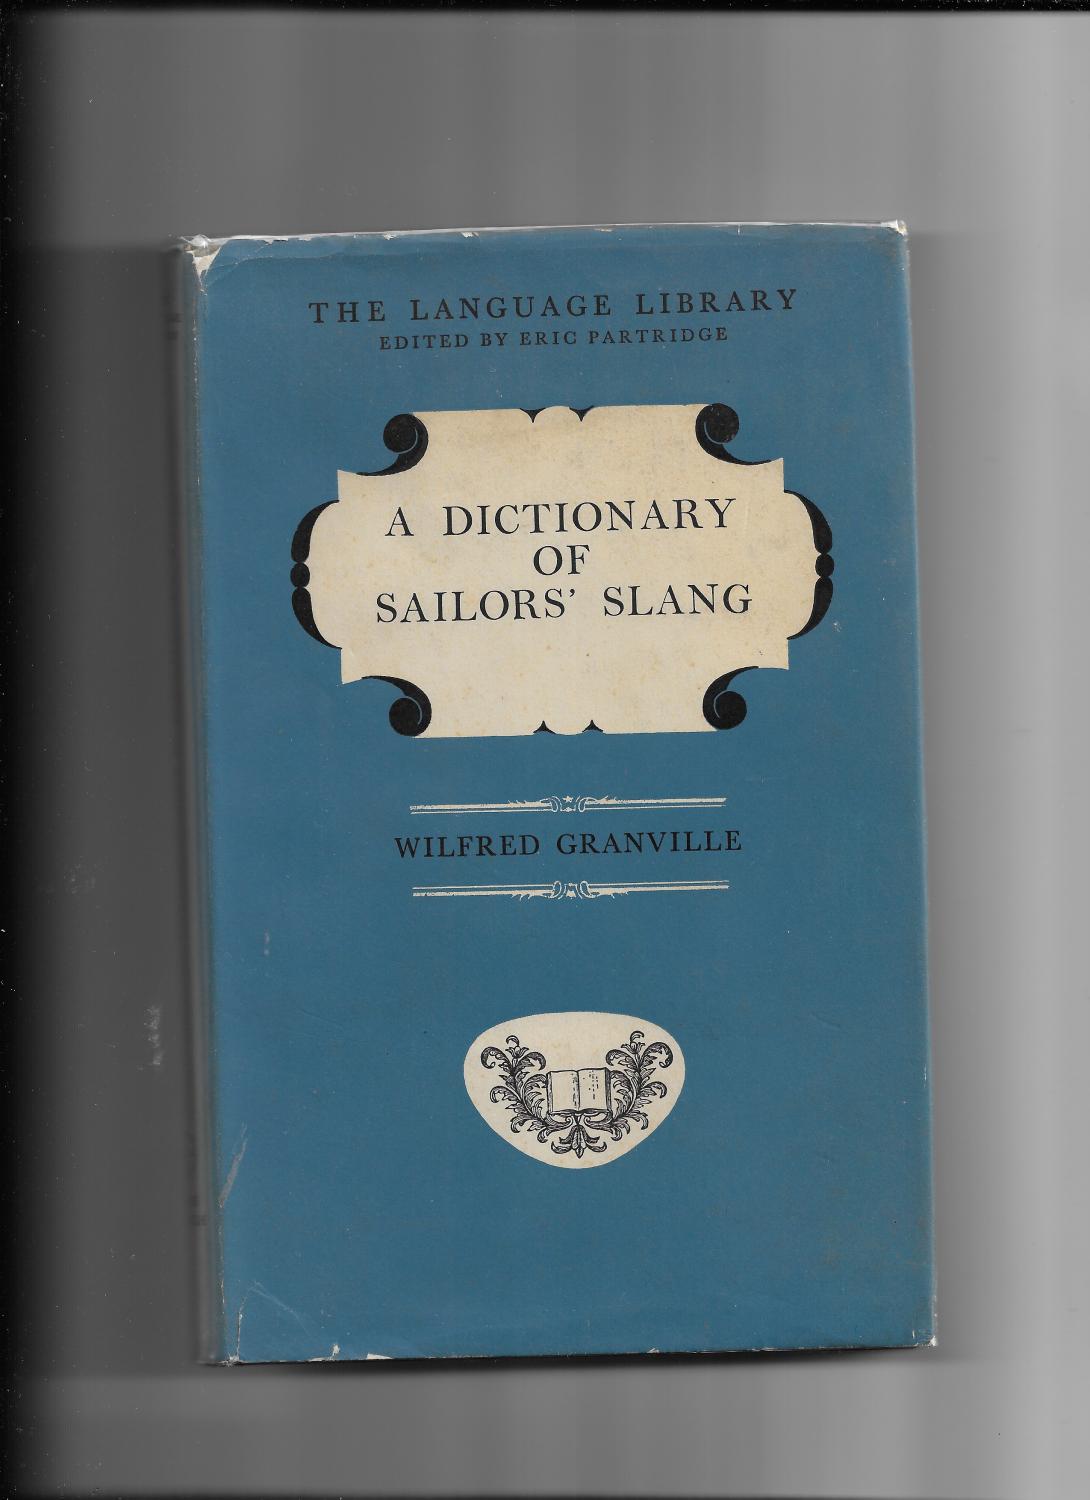 THE LANGUAGE LIBRARY
EDITED BY ERIC PARTRIDGE
A DICTIONARY
OF
SAILORS' SLANG
WILFRED GRANVILLE